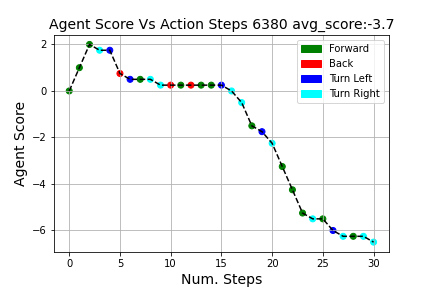 Agent Score Vs Action Steps 6380 avg_score:-3.7
Agent Score
2
0
−2
−4
−6
Forward
Back
Turn Left
Turn Right
0 5 10 15 20 25 30
Num. Steps